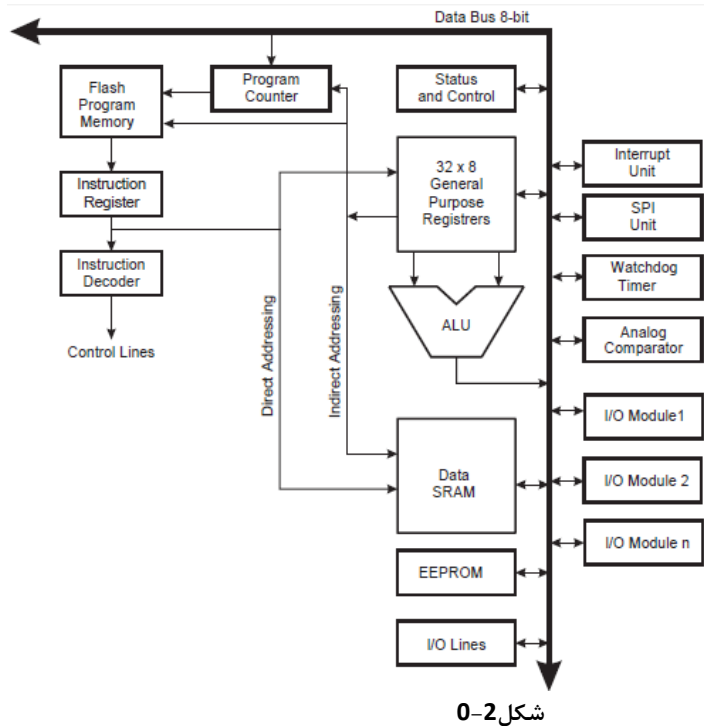 Data Bus 8-bit
Flash
Program
Memory
Program
Counter
Status
and Control
32 x 8
General
Purpose
Registrers
Interrupt
Unit
Instruction
Register
SPI
Unit
Instruction
Decoder
Watchdog
Timer
Control Lines
Direct Addressing
Indirect Addressing
ALU
Analog
Comparator
I/O Module1
Data
SRAM
I/O Module 2
I/O Module n
EEPROM
I/O Lines
شکل2-0